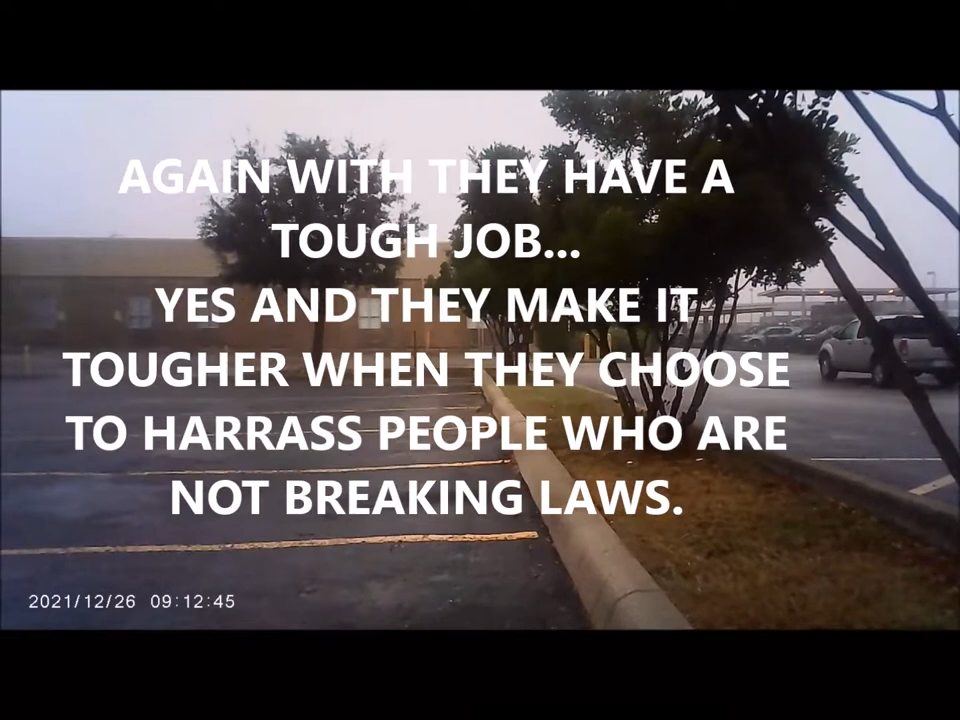 AGAIN WITH THEY HAVE A
TOUGH JOB...
YES AND THEY MAKE IT
TOUGHER WHEN THEY CHOOSE
TO HARRASS PEOPLE WHO ARE
NOT BREAKING LAWS.
2021/12/26 09:12:45